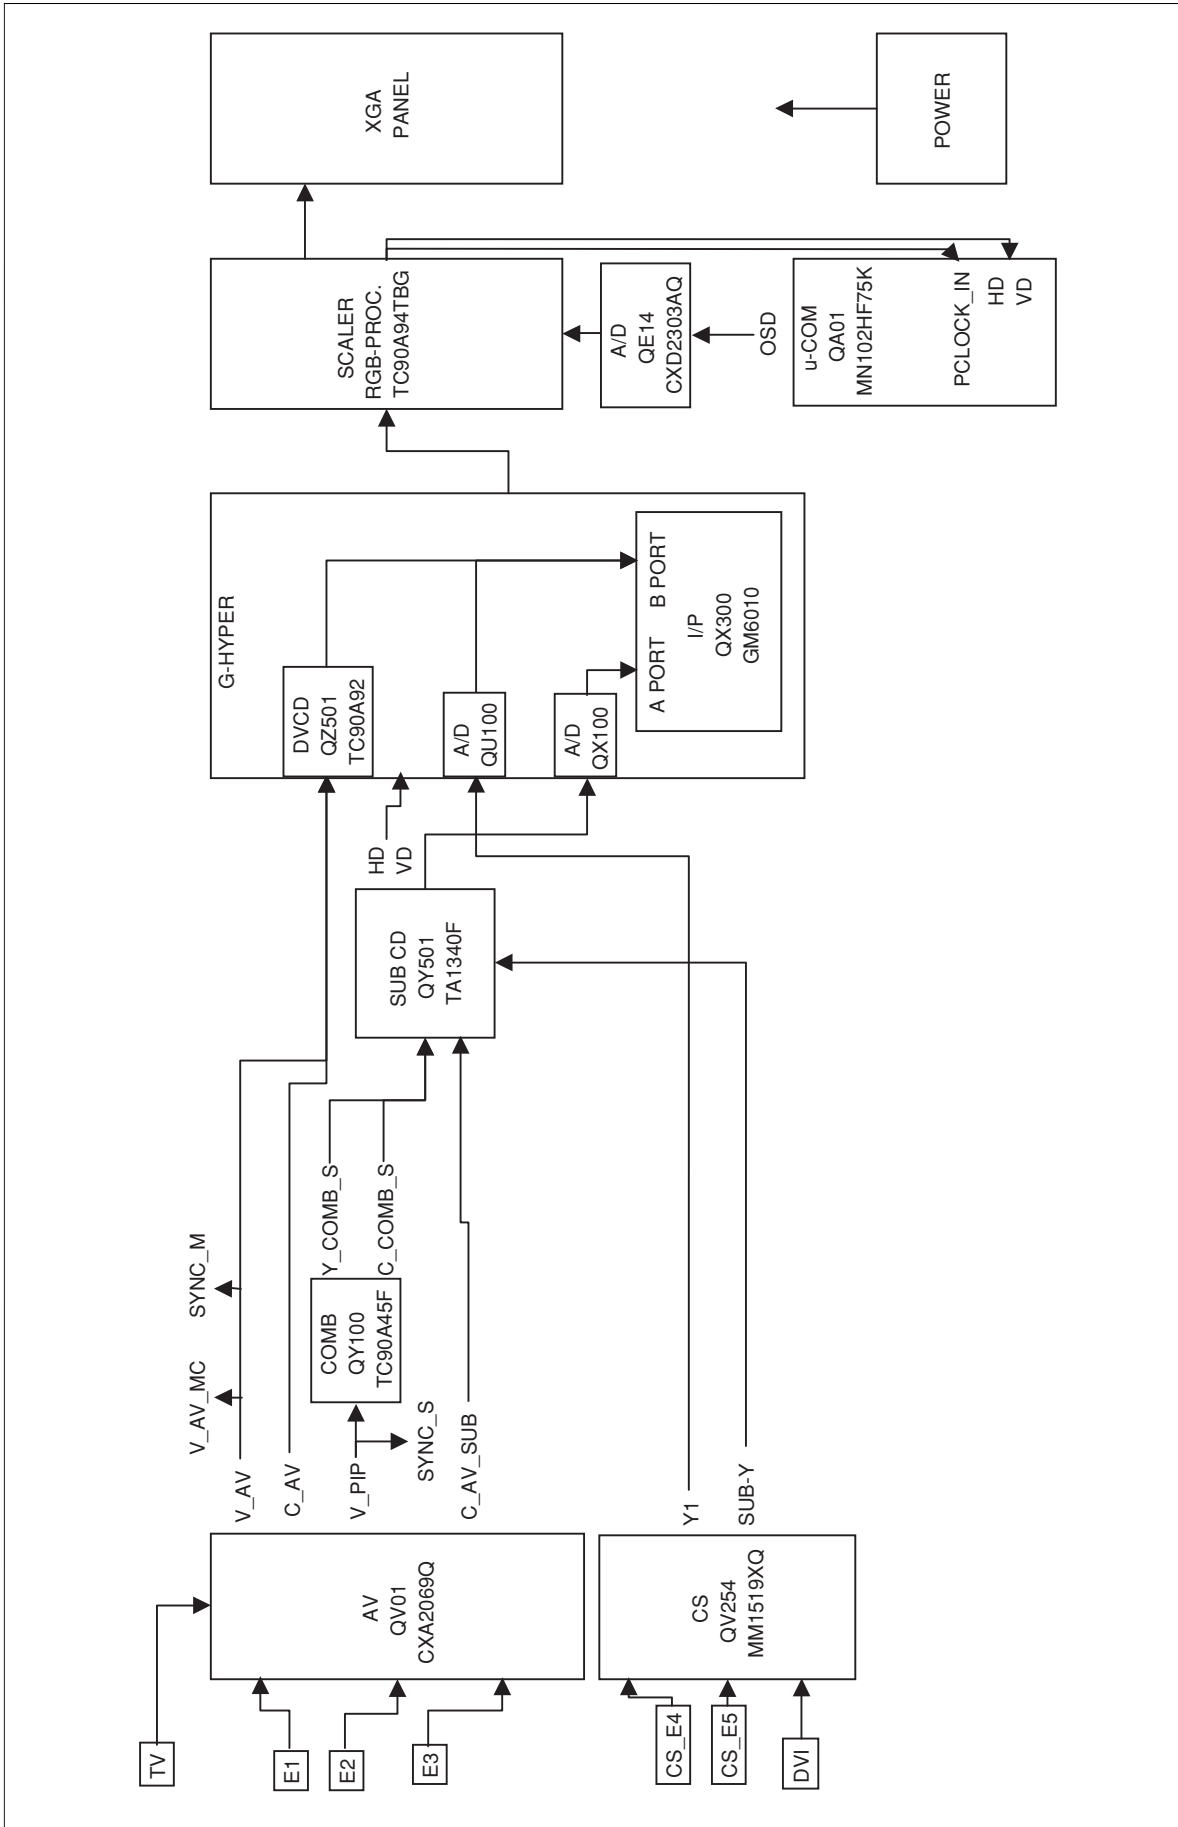 TV
E1
E2
E3
CS_E4
CS_E5
DVI
AV
QV01
CXA2069Q
CS
QV254
MM1519XQ
V_AV
C_AV
V_PIP
SYNC_S
C_AV_SUB
Y1
SUB-Y
V_AV_MC
SYNC_M
COMB
QY100
TC90A45F
Y_COMB_S
C_COMB_S
SUB CD
QY501
TA1340F
HD
VD
G-HYPER
DVCD
QZ501
TC90A92
A/D
QU100
A/D
QX100
A PORT B PORT
I/P
QX300
GM6010
SCALER
RGB-PROC.
TC90A94TBG
A/D
QE14
CXD2303AQ
OSD
u-COM
QA01
MN102HF75K
PCLOCK_IN
HD
VD
XGA
PANEL
POWER